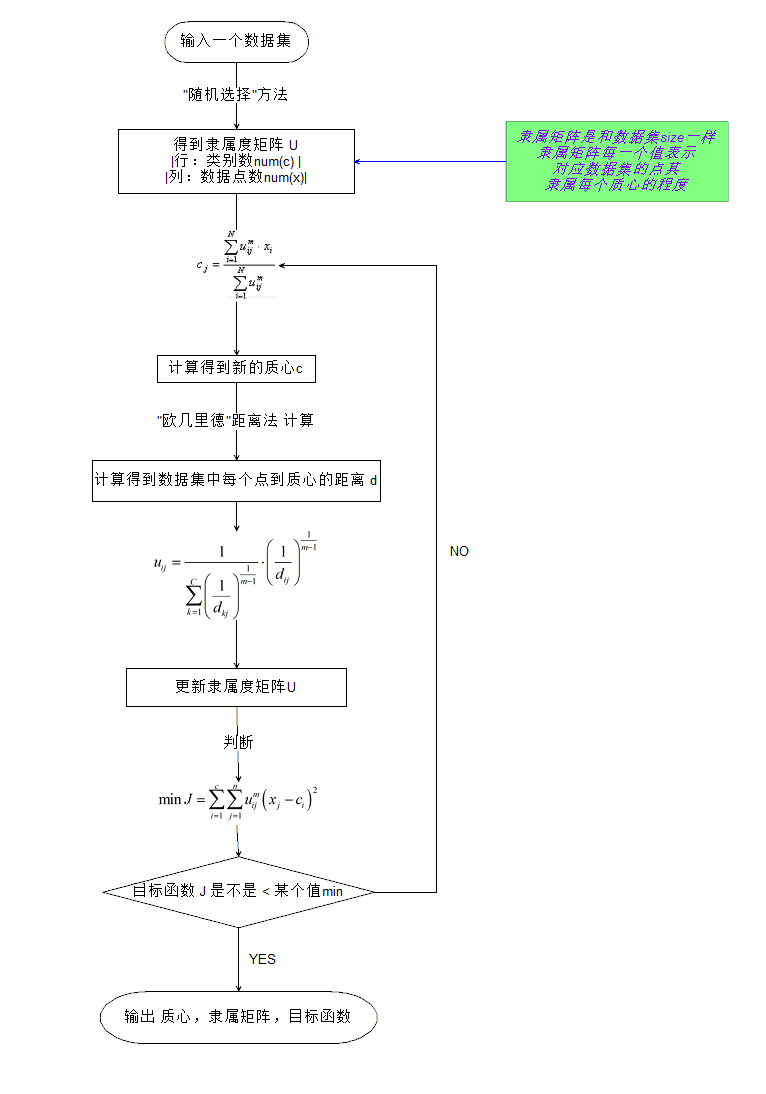 输入一个数据集
"随机选择"方法
得到隶属度矩阵 U
|行：类别数num(c) |
|列：数据点数num(x)|
隶属矩阵是和数据集size一样
隶属矩阵每一个值表示
对应数据集的点其
隶属每个质心的程度
c_j = \frac{\sum_{i=1}^{N} u_{ij}^{m} \cdot x_i}{\sum_{i=1}^{N} u_{ij}^{m}}
计算得到新的质心c
"欧几里德"距离法 计算
计算得到数据集中每个点到质心的距离 d
u_{ij} = \frac{1}{\sum_{k=1}^{C} \left(\frac{1}{d_{kj}}\right)^{\frac{1}{m-1}}} \cdot \left(\frac{1}{d_{ij}}\right)^{\frac{1}{m-1}}
NO
更新隶属度矩阵U
判断
\min J = \sum_{i=1}^{c} \sum_{j=1}^{n} u_{ij}^{m} \left(x_j - c_i\right)^2
目标函数 J 是不是 < 某个值min
YES
输出 质心，隶属矩阵，目标函数